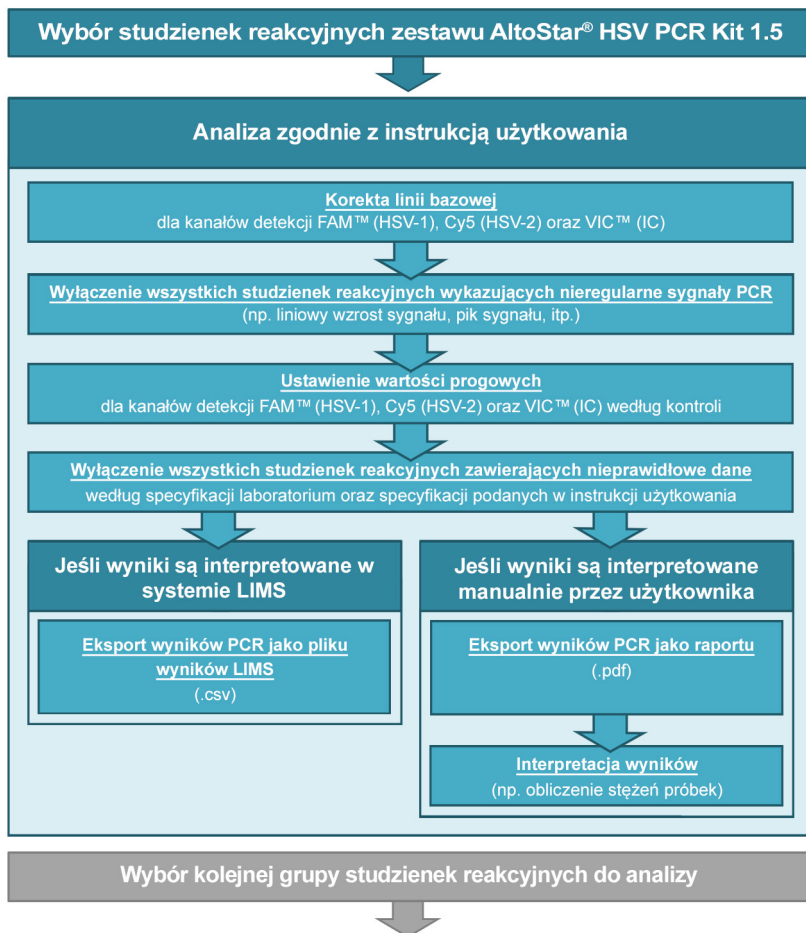 Wybór studzienek reakcyjnych zestawu AltoStar® HSV PCR Kit 1.5
Analiza zgodnie z instrukcją użytkowania
Korekta linii bazowej
dla kanałów detekcji FAM™ (HSV-1), Cy5 (HSV-2) oraz VIC™ (IC)
Wyłączenie wszystkich studzienek reakcyjnych wykazujących nieregularne sygnały PCR
(np. liniowy wzrost sygnału, pik sygnału, itp.)
Ustawienie wartości progowych
dla kanałów detekcji FAM™ (HSV-1), Cy5 (HSV-2) oraz VIC™ (IC) według kontroli
Wyłączenie wszystkich studzienek reakcyjnych zawierających nieprawidłowe dane
według specyfikacji laboratorium oraz specyfikacji podanych w instrukcji użytkowania
Jeśli wyniki są interpretowane w
systemie LIMS
Eksport wyników PCR jako pliku
wyników LIMS
(.csv)
Jeśli wyniki są interpretowane
manualnie przez użytkownika
Eksport wyników PCR jako raportu
(.pdf)
Interpretacja wyników
(np. obliczenie stężeń próbek)
Wybór kolejnej grupy studzienek reakcyjnych do analizy